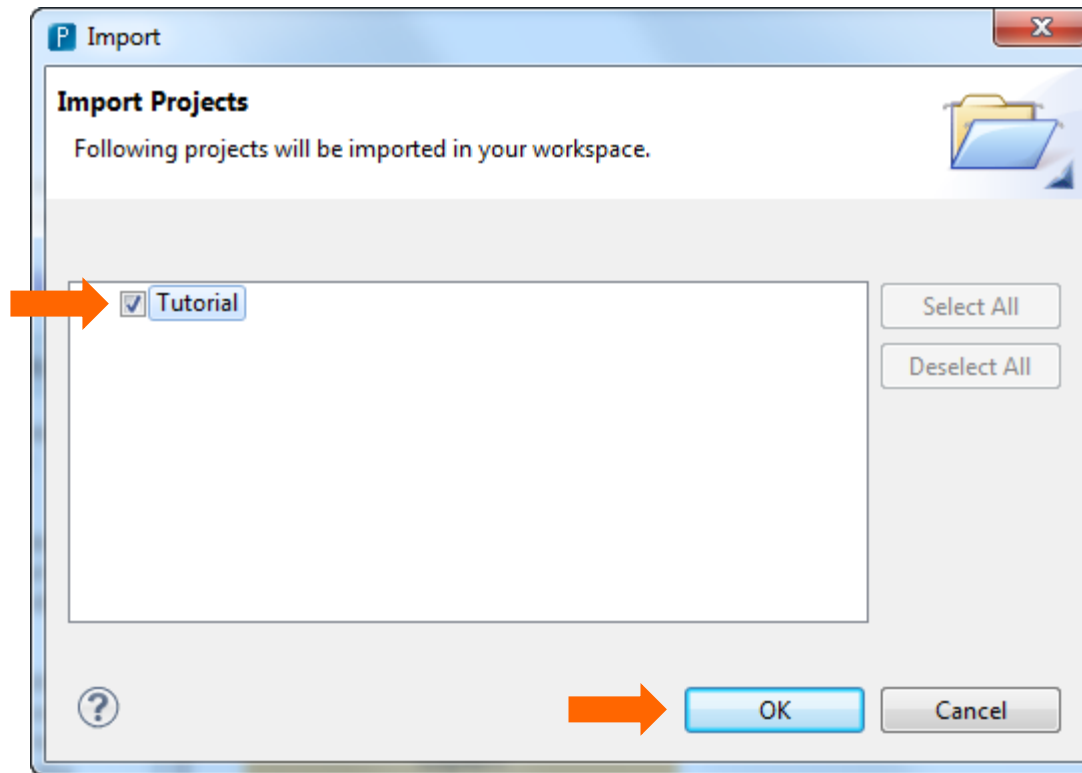 P Import
x
Import Projects
Following projects will be imported in your workspace.
Tutorial
Select All
Deselect All
?
OK
Cancel